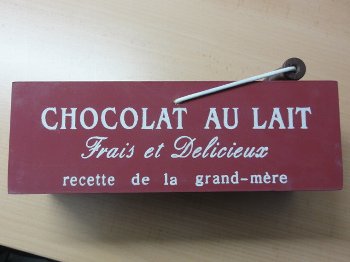 CHOCOLAT AU LAIT
Frais et Delicieux
recette de la grand-mère